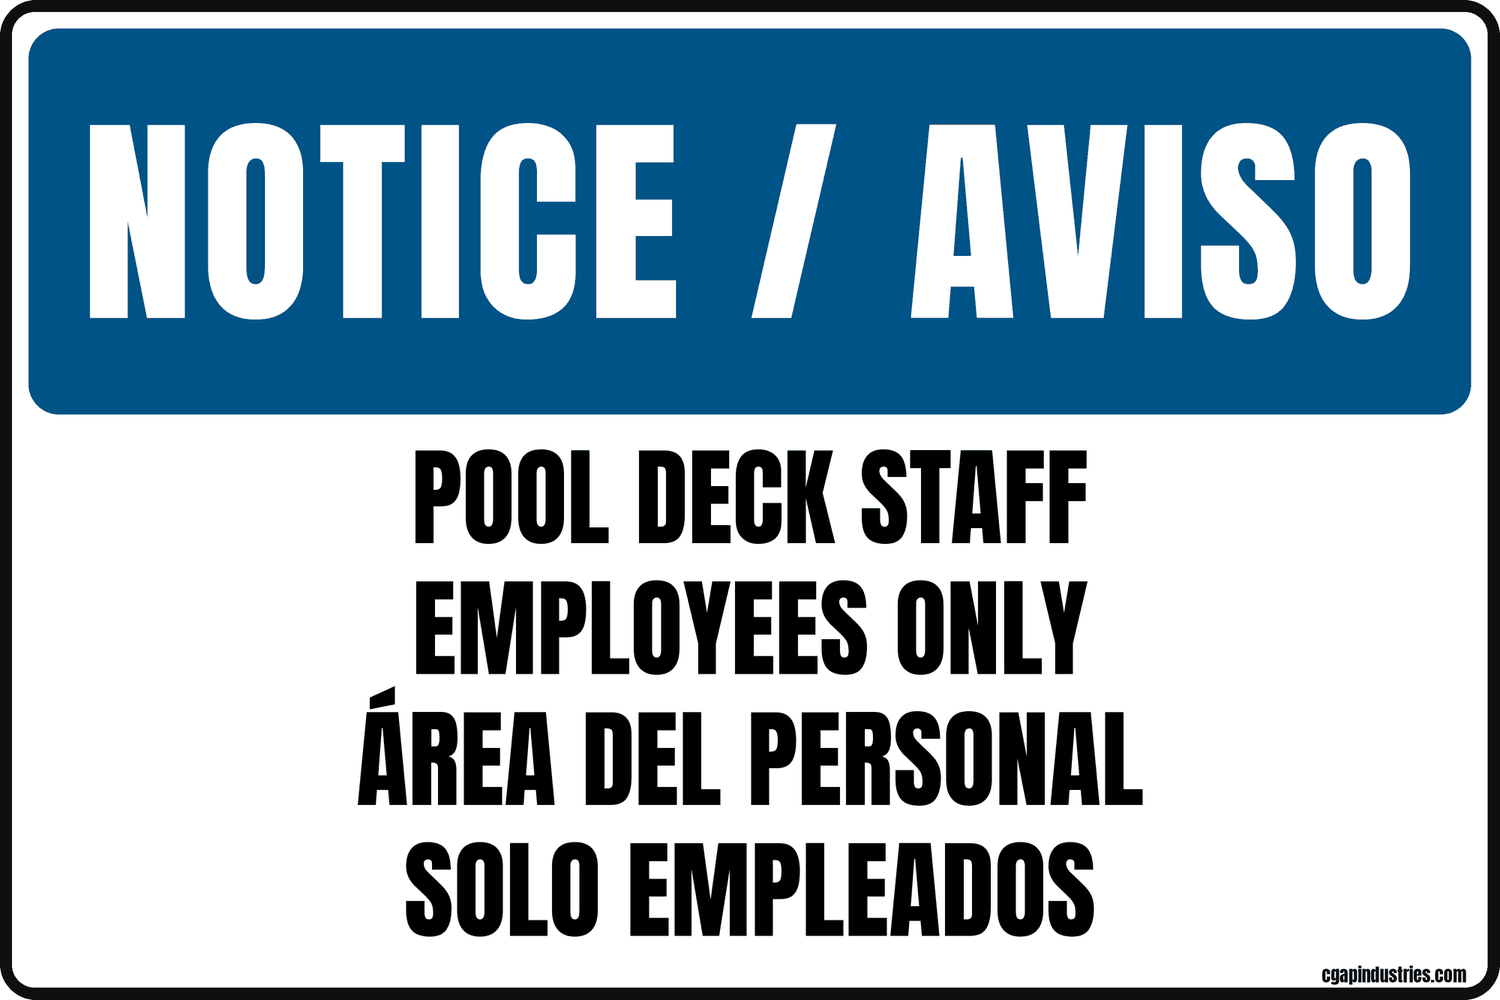 NOTICE / AVISO
POOL DECK STAFF
EMPLOYEES ONLY
ÁREA DEL PERSONAL
SOLO EMPLEADOS
cgapindustries.com